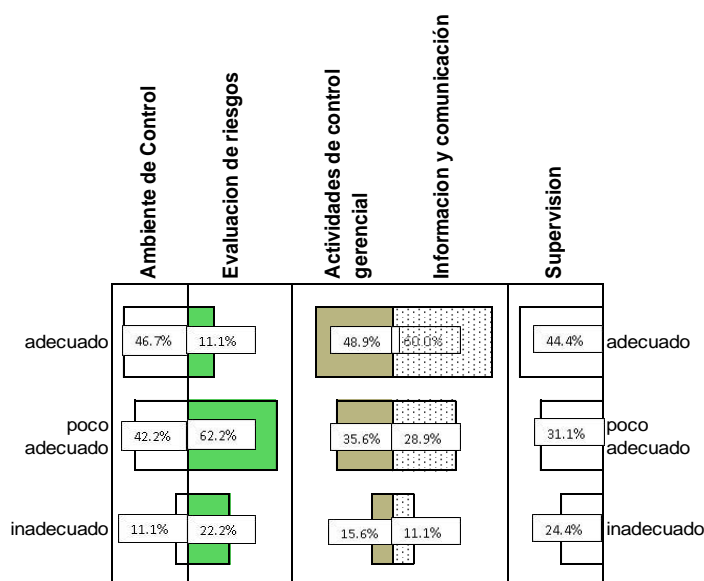 Ambiente de Control
Evaluacion de riesgos
Actividades de control
gerencial
Informacion y comunicación
Supervision
adecuado
46.7%
11.1%
48.9%
60.0%
44.4%
adecuado
poco
adecuado
42.2%
62.2%
35.6%
28.9%
31.1%
poco
adecuado
inadecuado
11.1%
22.2%
15.6%
11.1%
24.4%
inadecuado